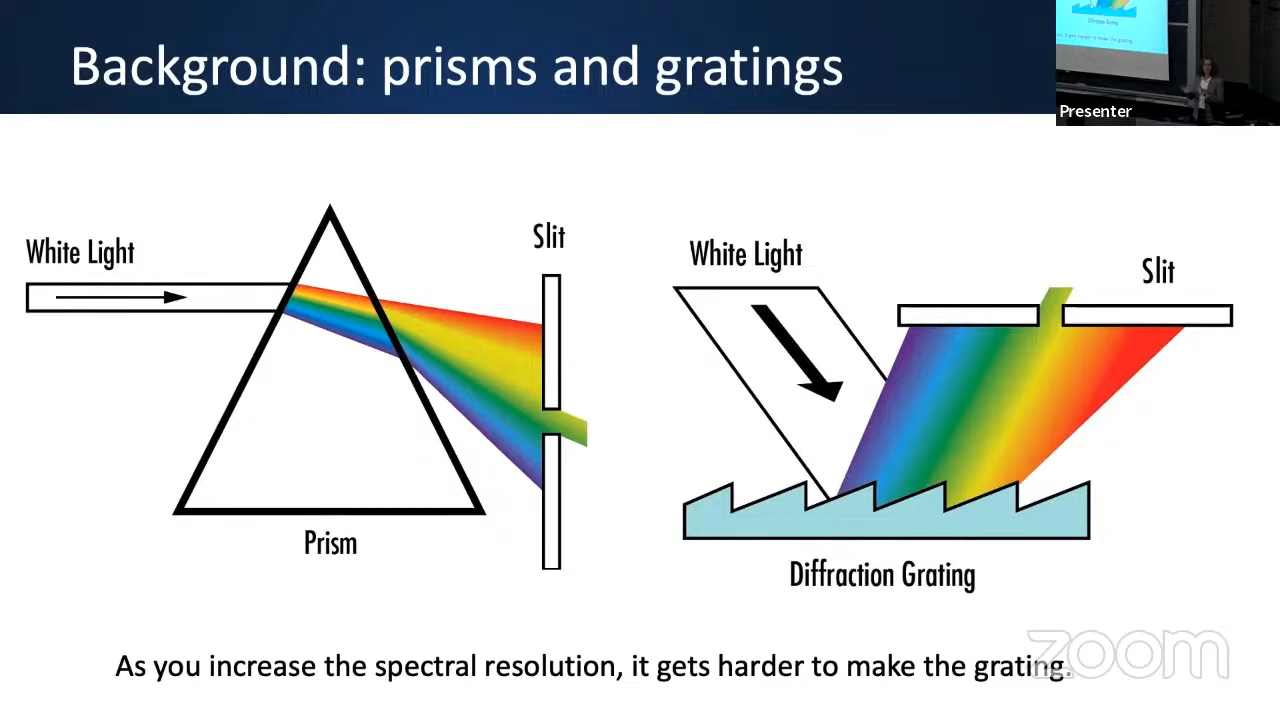 Background: prisms and gratings
Presenter
White Light
Slit
Prism
White Light
Slit
Diffraction Grating
As you increase the spectral resolution, it gets harder to make the grating.
zoom